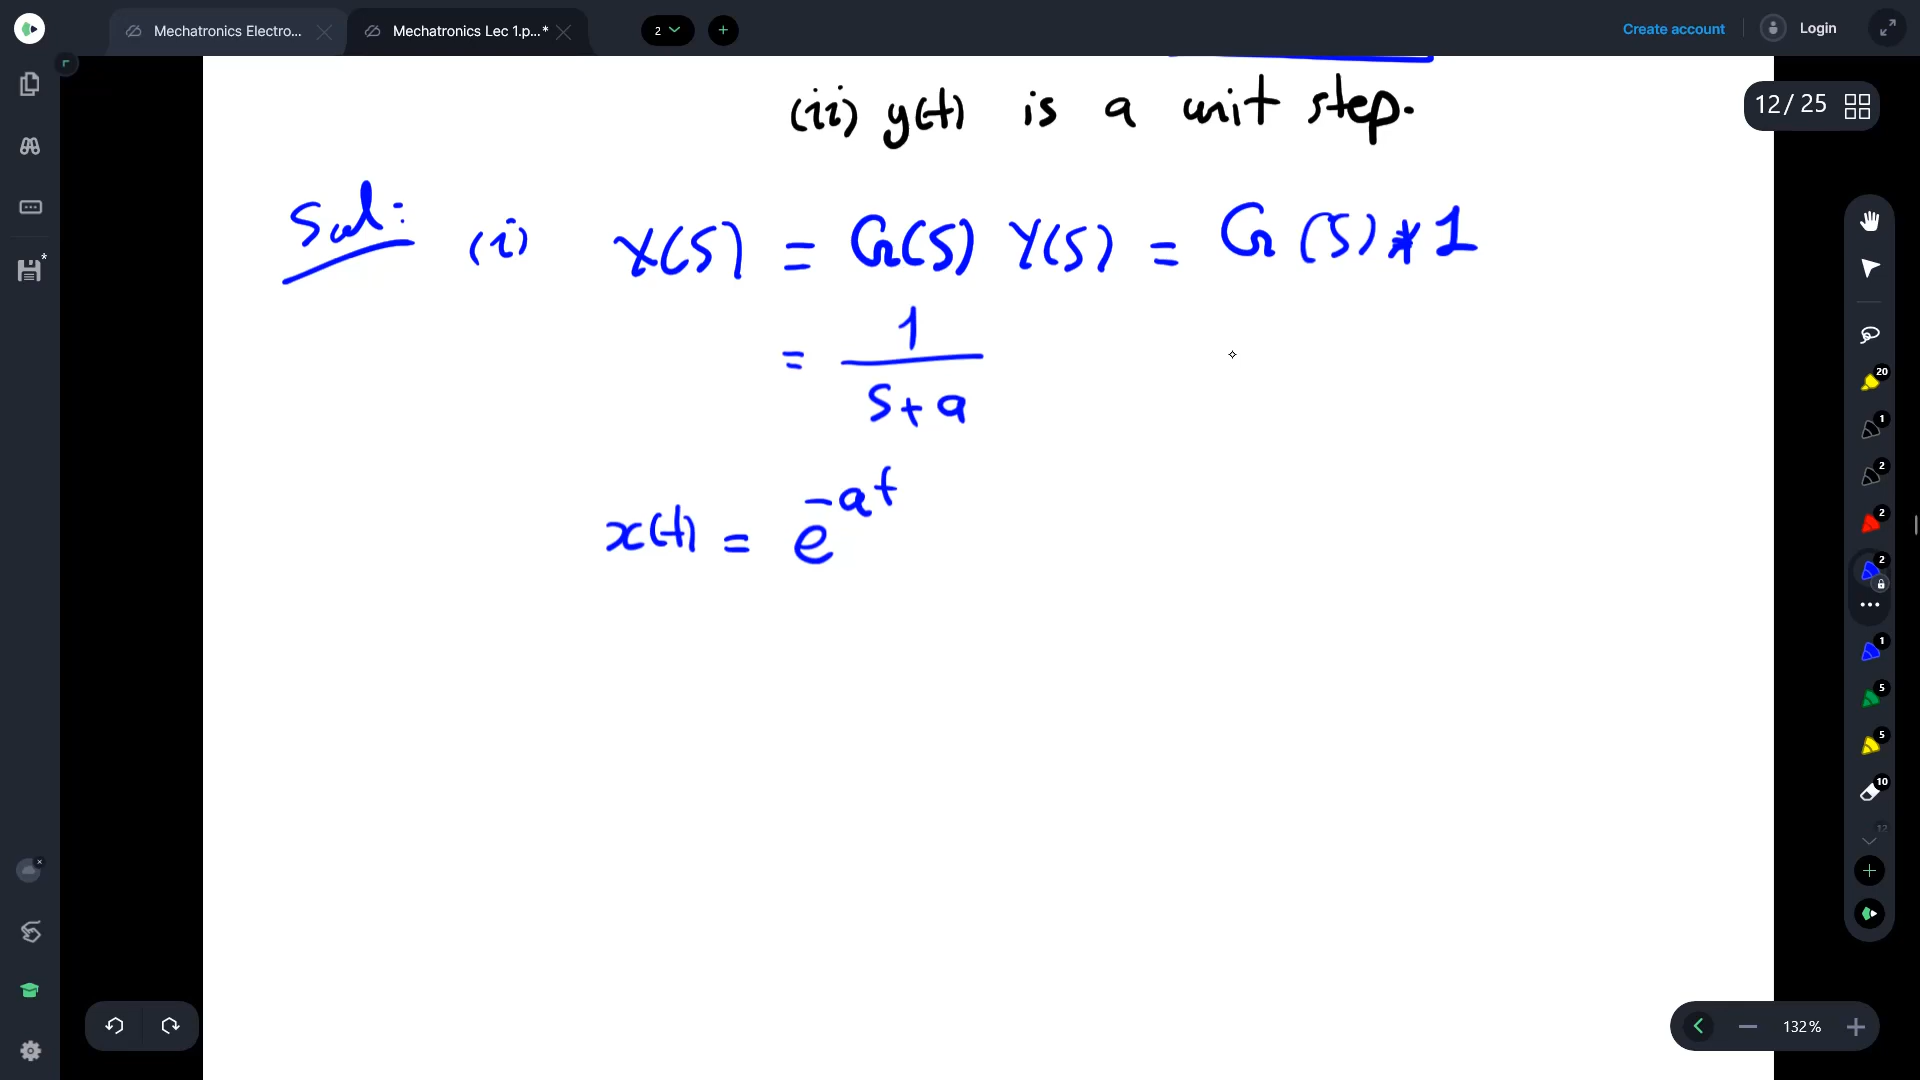 Mechatronics Electro...
Mechatronics Lec 1.p...*
2
Create account
Login
12/ 25
(ii) y(t) is a unit step.
Sol: (i) X(S) = G(S) Y(S) = G(S) * 1
= 1 / S+a
x(t) = e^-at
20
1
2
2
2
1
5
5
10
12
132%